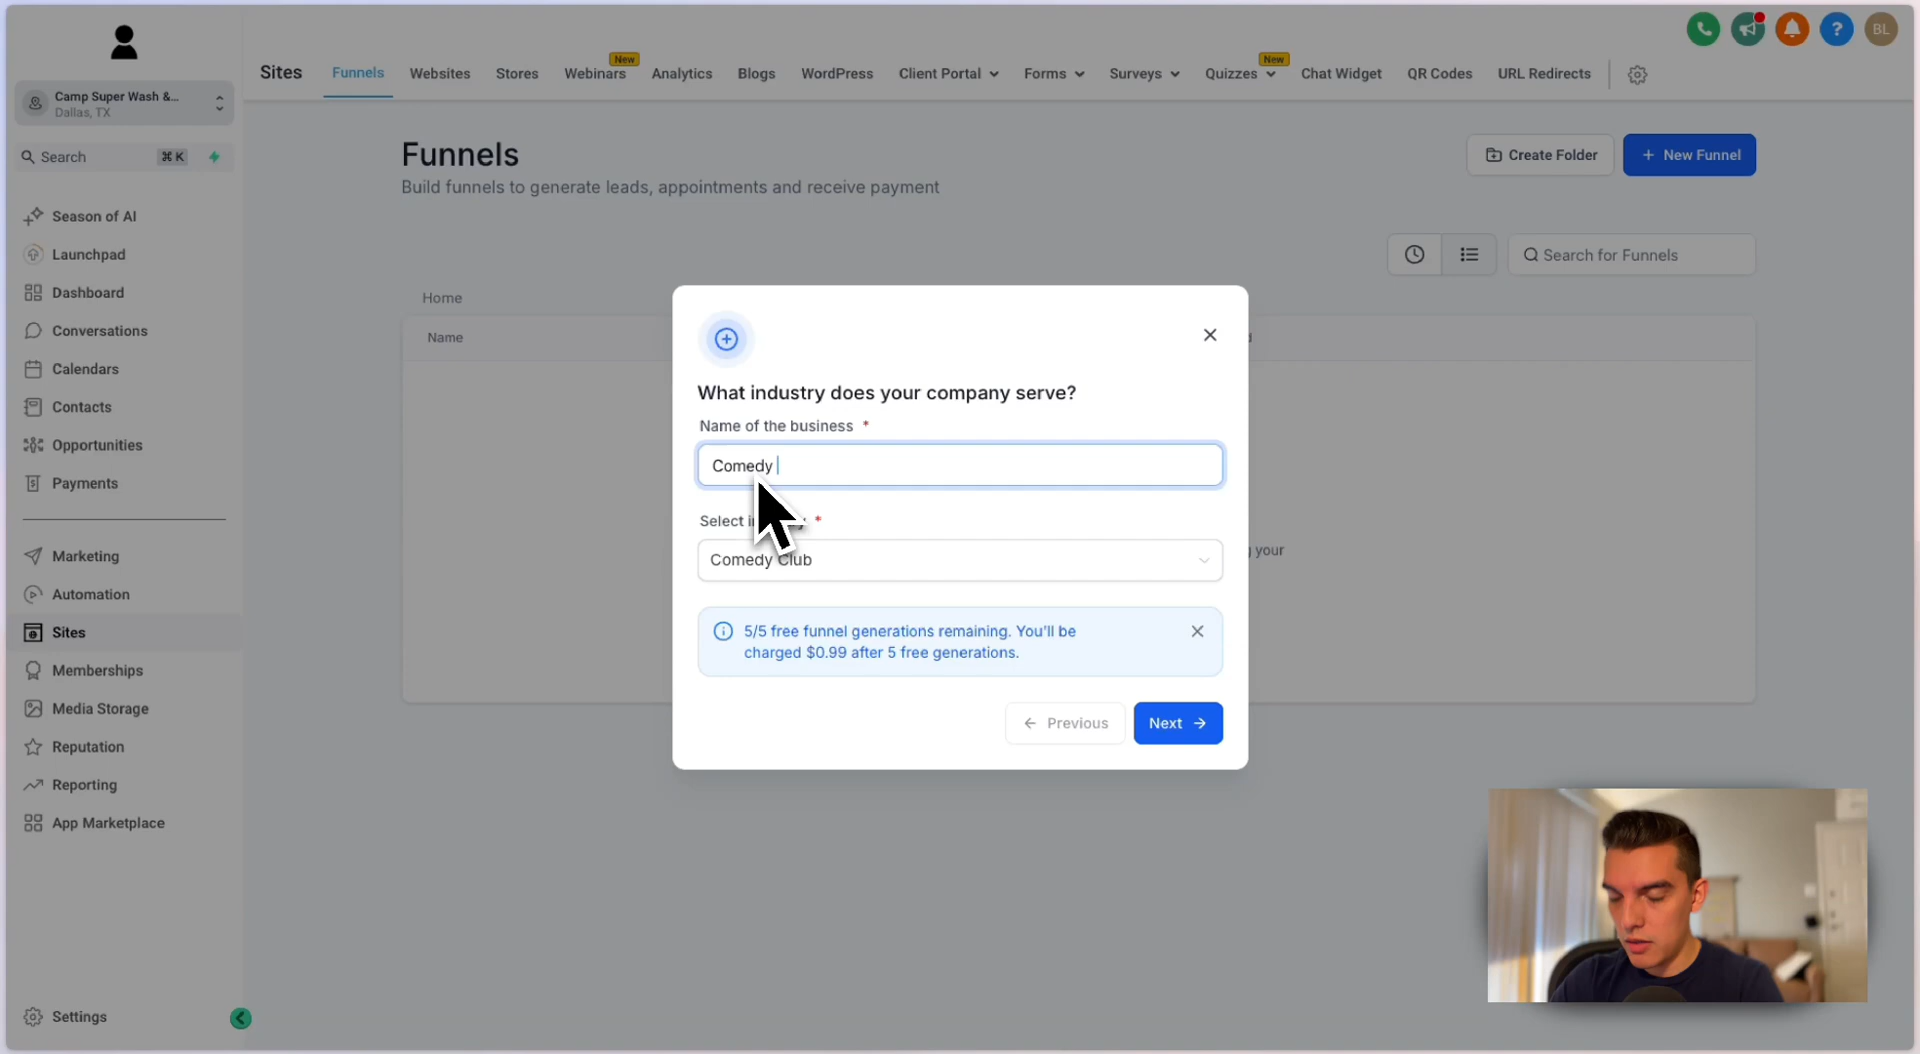 Camp Super Wash &...
Dallas, TX
Search
⌘ K
Season of AI
Launchpad
Dashboard
Conversations
Calendars
Contacts
Opportunities
Payments
Marketing
Automation
Sites
Memberships
Media Storage
Reputation
Reporting
App Marketplace
Settings
BL
New
New
Sites
Funnels
Websites
Stores
Webinars
Analytics
Blogs
WordPress
Client Portal
Forms
Surveys
Quizzes
Chat Widget
QR Codes
URL Redirects
Funnels
Build funnels to generate leads, appointments and receive payment
Create Folder
+ New Funnel
Search for Funnels
Home
Name
your
What industry does your company serve?
Name of the business *
Comedy
Select *
Comedy Club
5/5 free funnel generations remaining. You'll be
charged $0.99 after 5 free generations.
← Previous
Next →